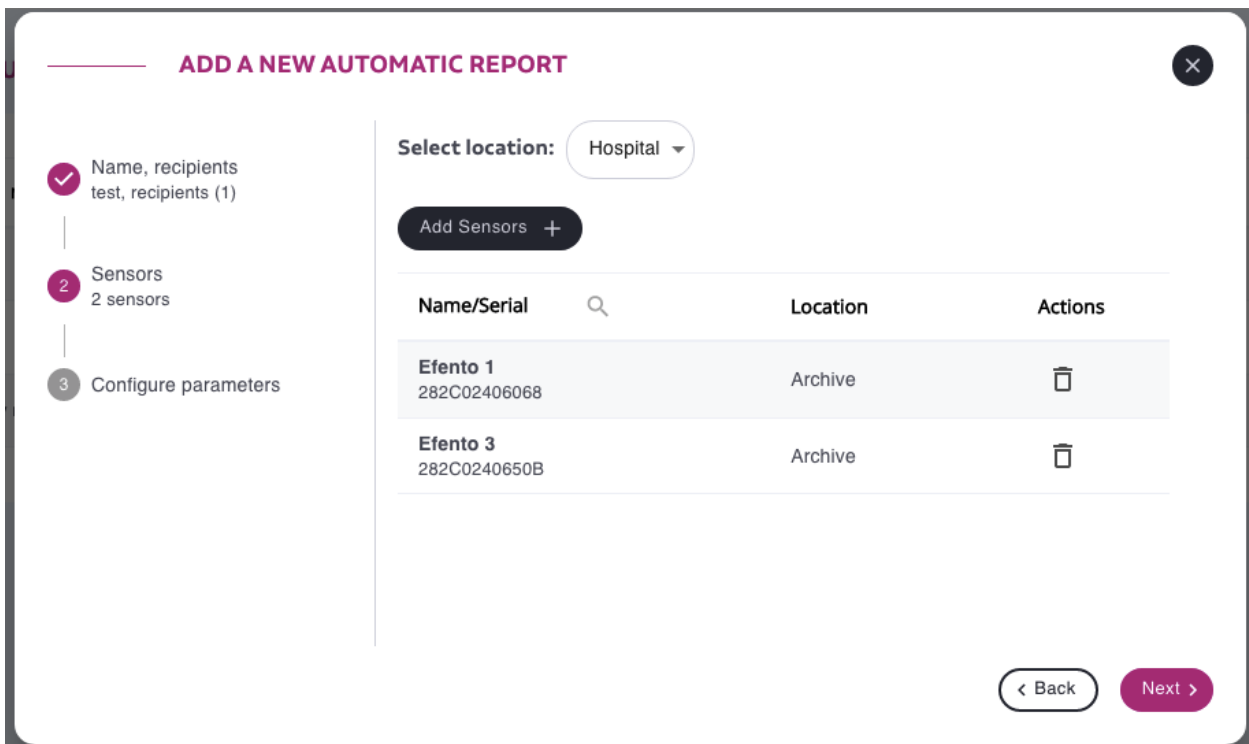 ADD A NEW AUTOMATIC REPORT
Name, recipients
test, recipients (1)
2
Sensors
2 sensors
3
Configure parameters
Select location: Hospital
Add Sensors +
Name/Serial Location Actions
Efento 1
282C02406068 Archive
Efento 3
282C0240650B Archive
Back Next